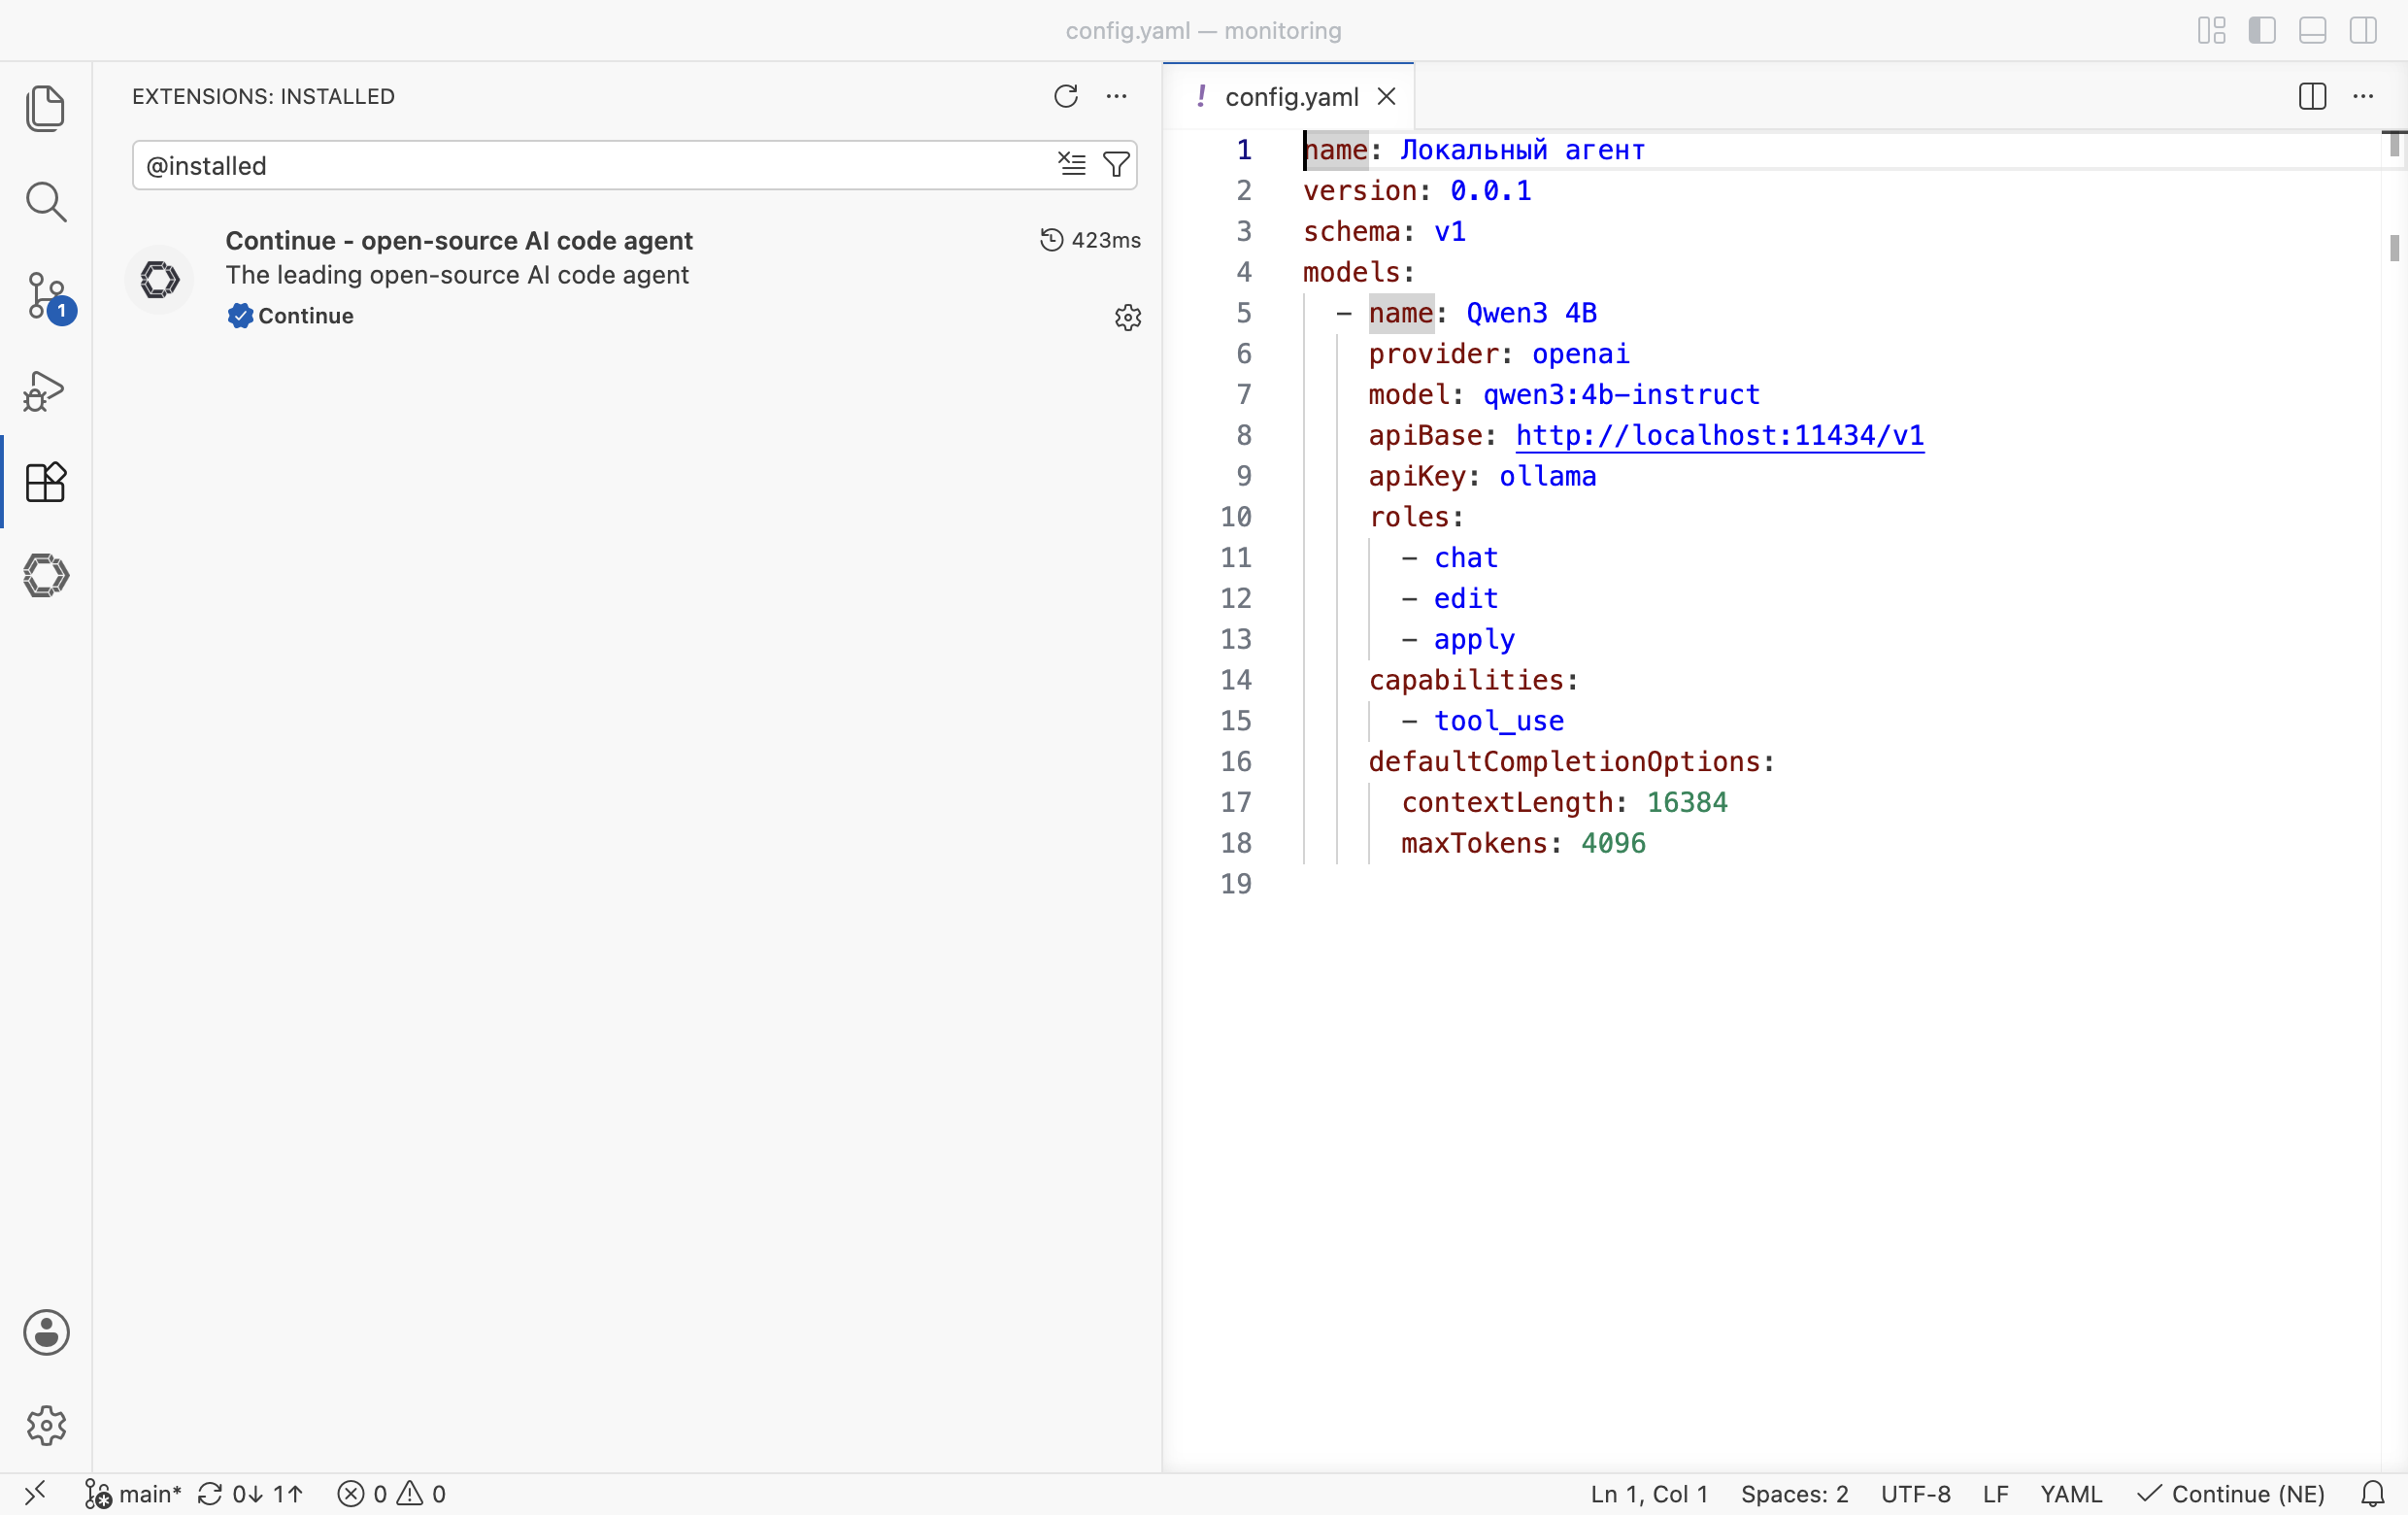 config.yaml — monitoring
EXTENSIONS: INSTALLED
@installed
Continue - open-source AI code agent
423ms
The leading open-source AI code agent
Continue
1
config.yaml
1 name: Локальный агент
2 version: 0.0.1
3 schema: v1
4 models:
5 - name: Qwen3 4B
6 provider: openai
7 model: qwen3:4b-instruct
8 apiBase: http://localhost:11434/v1
9 apiKey: ollama
10 roles:
11 - chat
12 - edit
13 - apply
14 capabilities:
15 - tool_use
16 defaultCompletionOptions:
17 contextLength: 16384
18 maxTokens: 4096
19
main* 0↓ 1↑ 0 0 Ln 1, Col 1 Spaces: 2 UTF-8 LF YAML Continue (NE)